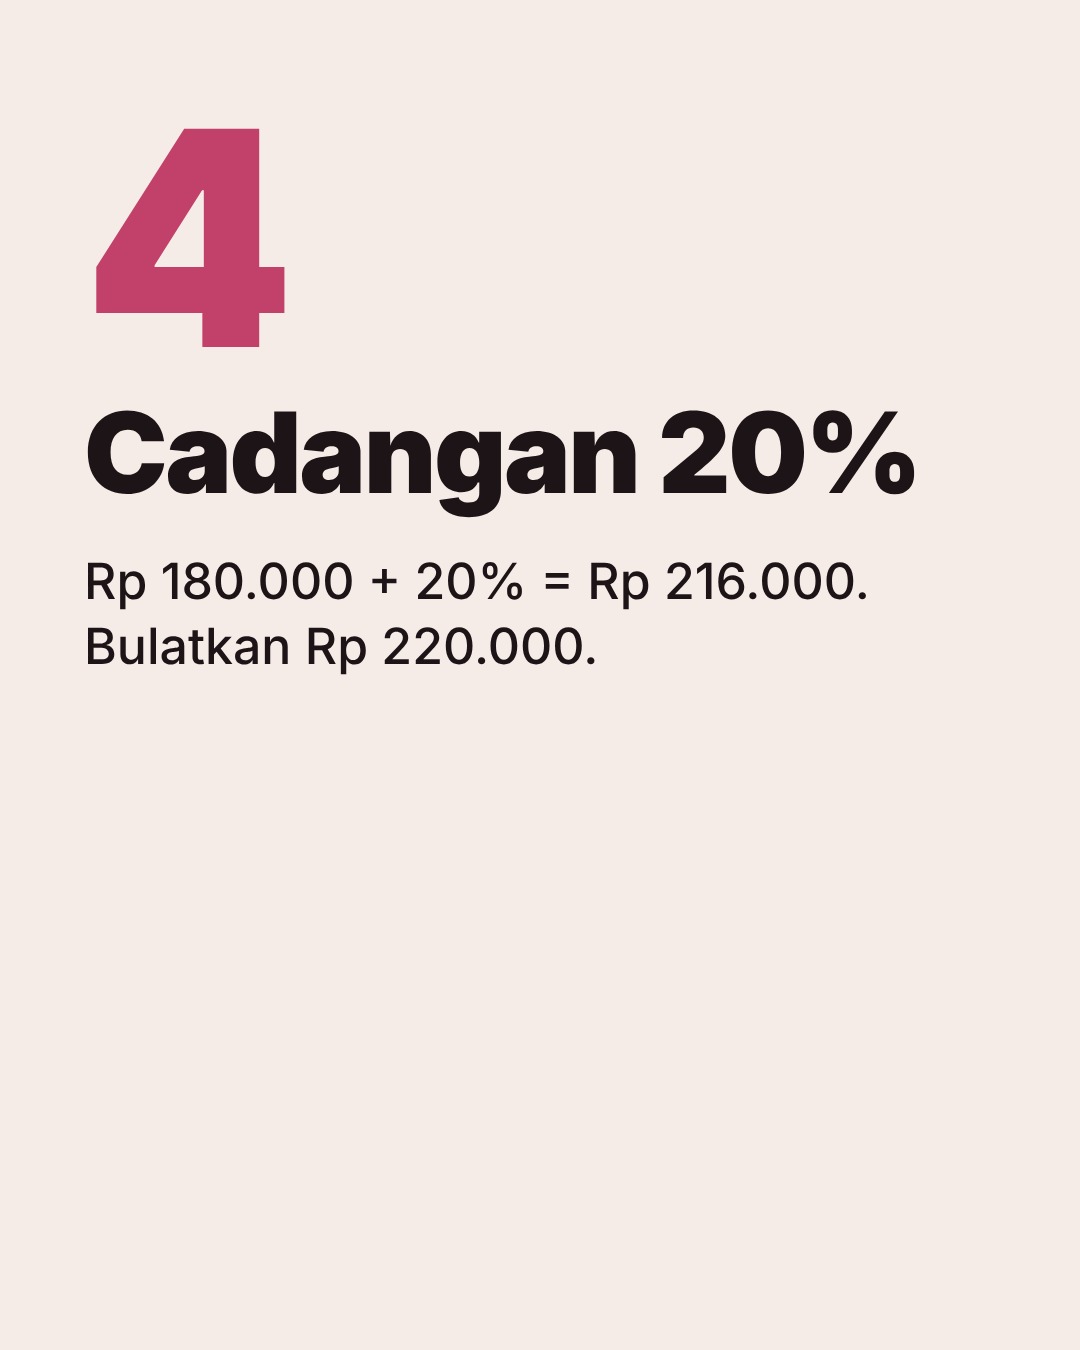 4
Cadangan 20%
Rp 180.000 + 20% = Rp 216.000.
Bulatkan Rp 220.000.